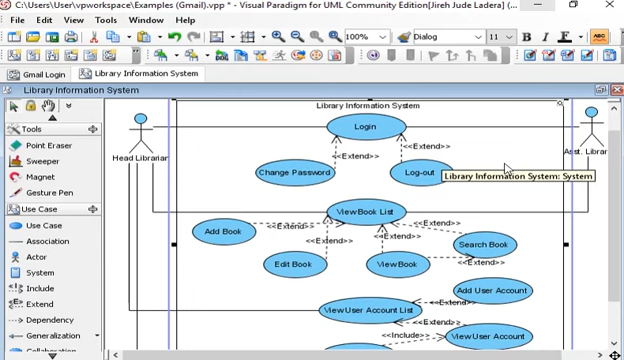 C:\Users\User\vpworkspace\Examples (Gmail).vpp * - Visual Paradigm for UML Community Edition[Jireh Jude Ladera] (...
File Edit View Tools Window Help
100% Dialog 11 B I F ABC
Gmail Login Library Information System
Library Information System
Tools
Point Eraser
Sweeper
Magnet
Gesture Pen
Use Case
Use Case
Association
Actor
System
Include
Extend
Dependency
Generalization
Collaboration
Library Information System
Login
Head Librarian
Asst. Librar
<<Extend>>
<<Extend>>
Change Password
Log-out
Library Information System: System
View Book List
Add Book
<<Extend>>
<<Extend>>
<<Extend>>
<<Extend>>
Search Book
Edit Book
View Book
<<Extend>>
Add User Account
<<Extend>>
View User Account List
<<Extend>>
<<Include>>
View User Account